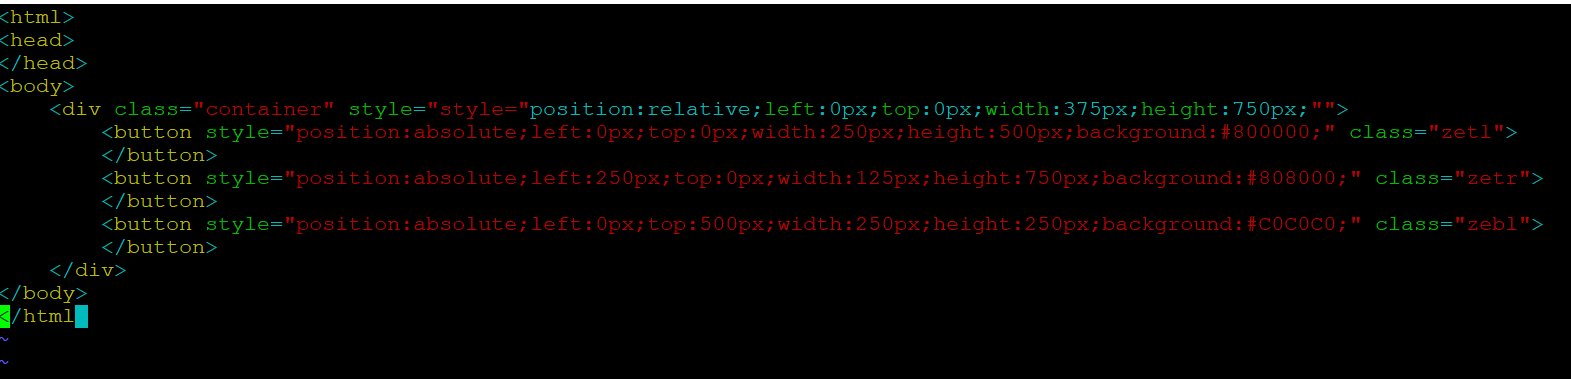 <html>
<head>
</head>
<body>
    <div class="container" style="style="position:relative;left:0px;top:0px;width:375px;height:750px;"">
        <button style="position:absolute;left:0px;top:0px;width:250px;height:500px;background:#800000;" class="zetl">
        </button>
        <button style="position:absolute;left:250px;top:0px;width:125px;height:750px;background:#808000;" class="zetr">
        </button>
        <button style="position:absolute;left:0px;top:500px;width:250px;height:250px;background:#C0C0C0;" class="zebl">
        </button>
    </div>
</body>
</html
~
~